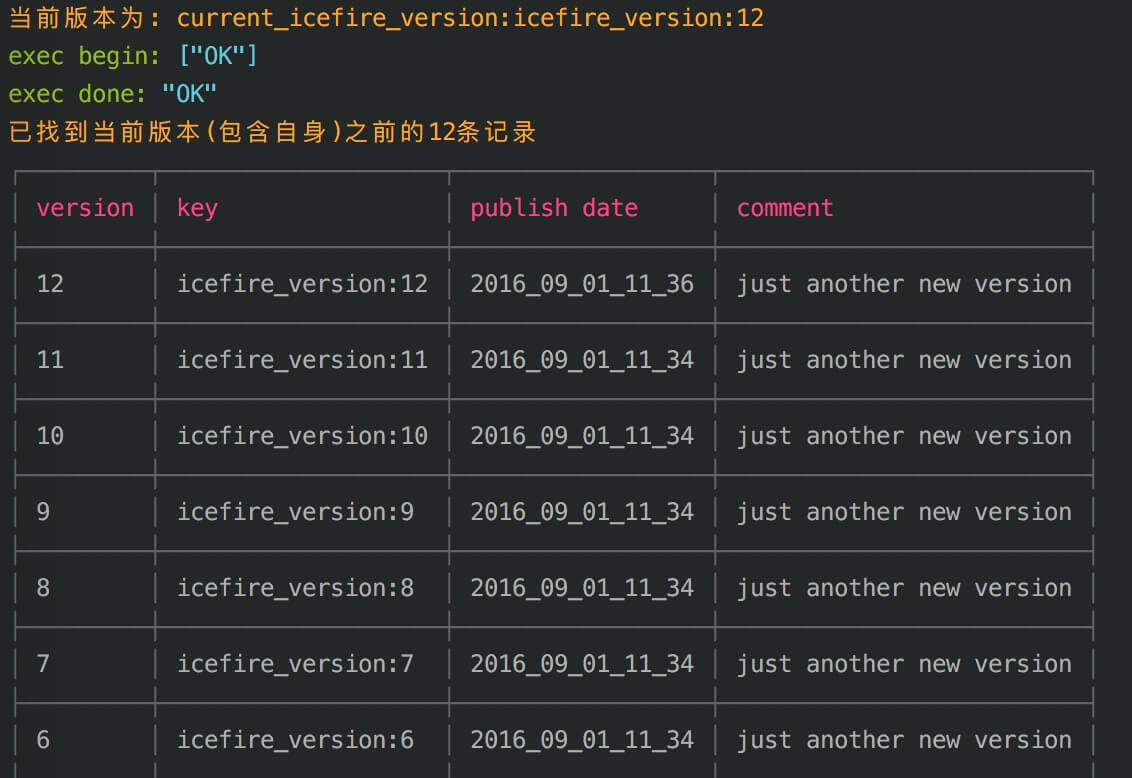 当前版本为: current_icefire_version:icefire_version:12
exec begin: ["OK"]
exec done: "OK"
已找到当前版本(包含自身)之前的12条记录
version key publish date comment
12 icefire_version:12 2016_09_01_11_36 just another new version
11 icefire_version:11 2016_09_01_11_34 just another new version
10 icefire_version:10 2016_09_01_11_34 just another new version
9 icefire_version:9 2016_09_01_11_34 just another new version
8 icefire_version:8 2016_09_01_11_34 just another new version
7 icefire_version:7 2016_09_01_11_34 just another new version
6 icefire_version:6 2016_09_01_11_34 just another new version